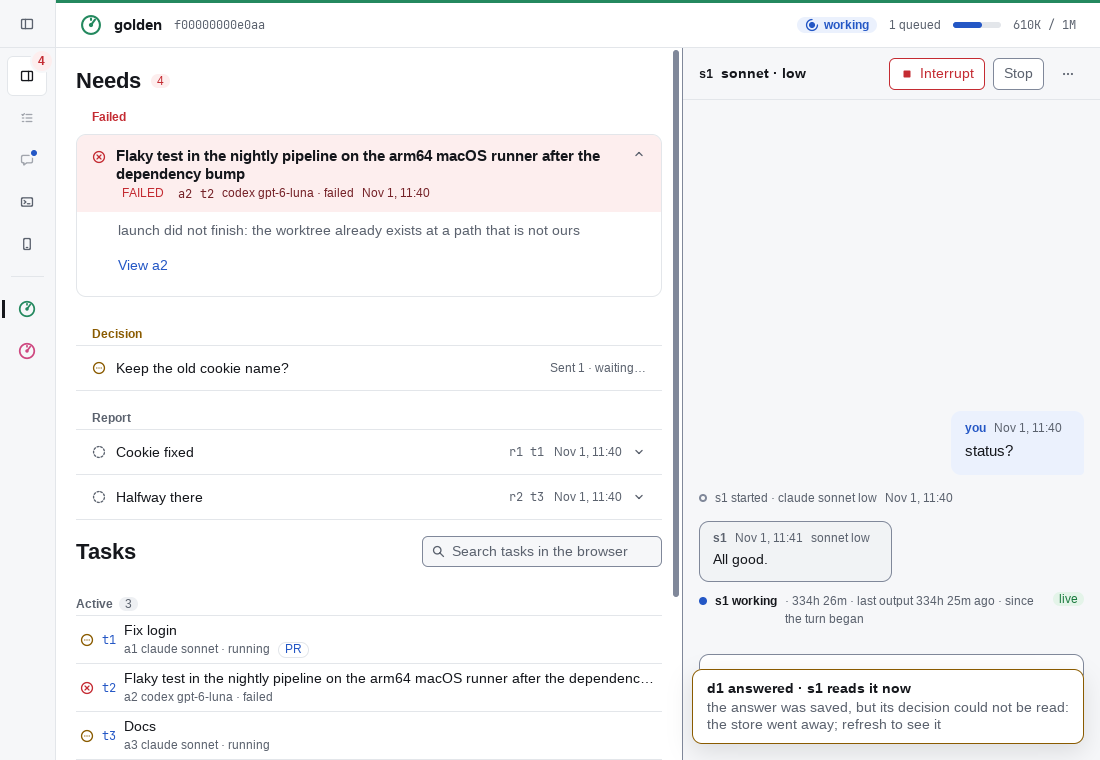 golden f00000000e0aa
working 1 queued 610K / 1M
4
Needs 4
Failed
Flaky test in the nightly pipeline on the arm64 macOS runner after the
dependency bump
FAILED a2 t2 codex gpt-6-luna · failed Nov 1, 11:40
launch did not finish: the worktree already exists at a path that is not ours
View a2
Decision
Keep the old cookie name? Sent 1 · waiting…
Report
Cookie fixed r1 t1 Nov 1, 11:40
Halfway there r2 t3 Nov 1, 11:40
Tasks Search tasks in the browser
Active 3
t1 Fix login
a1 claude sonnet · running PR
t2 Flaky test in the nightly pipeline on the arm64 macOS runner after the dependenc…
a2 codex gpt-6-luna · failed
t3 Docs
a3 claude sonnet · running
s1 sonnet · low Interrupt Stop ···
you Nov 1, 11:40
status?
s1 started · claude sonnet low Nov 1, 11:40
s1 Nov 1, 11:41 sonnet low
All good.
s1 working · 334h 26m · last output 334h 25m ago · since live
the turn began
d1 answered · s1 reads it now
the answer was saved, but its decision could not be read:
the store went away; refresh to see it